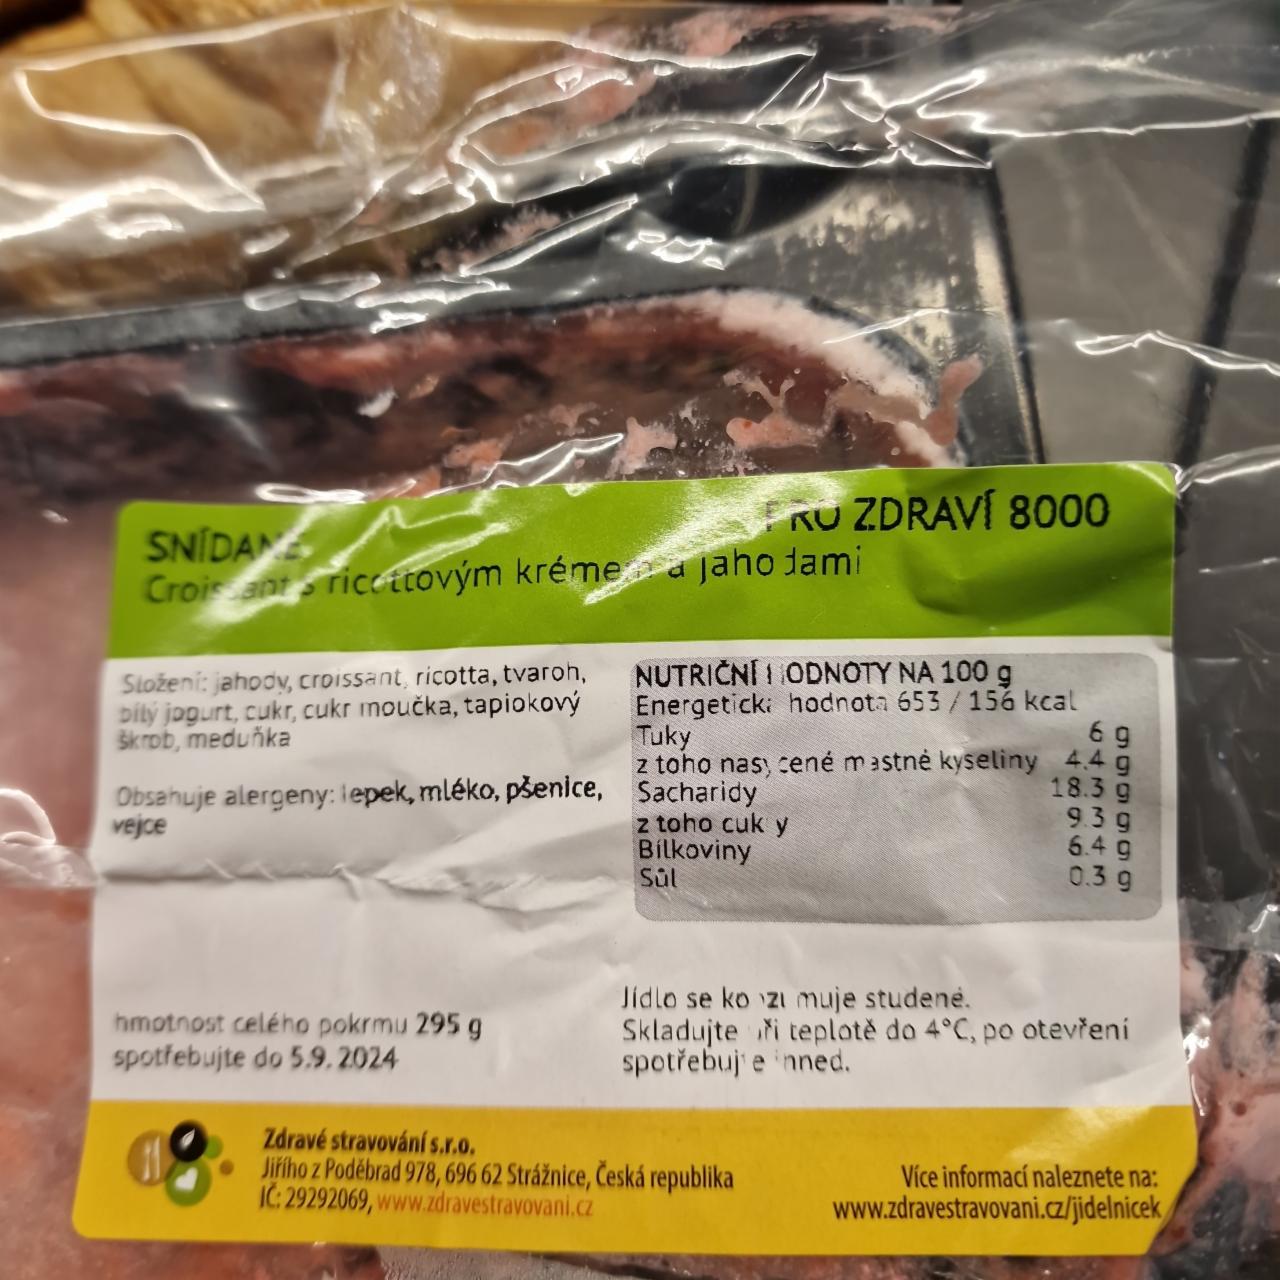 SNÍDANĚ
PRO ZDRAVÍ 8000
Croissant s ricottovým krémem a jahodami
Složení: jahody, croissant, ricotta, tvaroh,
bílý jogurt, cukr, cukr moučka, tapiokový
škrob, meduňka
Obsahuje alergeny: lepek, mléko, pšenice,
vejce
hmotnost celého pokrmu 295 g
spotřebujte do 5.9. 2024
NUTRIČNÍ HODNOTY NA 100 g
Energetická hodnota 653 / 156 kcal
Tuky 6 g
z toho nasycené mastné kyseliny 4.4 g
Sacharidy 18.3 g
z toho cukry 9.3 g
Bílkoviny 6.4 g
Sůl 0.3 g
Jídlo se konzumuje studené.
Skladujte při teplotě do 4°C, po otevření
spotřebujte ihned.
Zdravé stravování s.r.o.
Jiřího z Poděbrad 978, 696 62 Strážnice, Česká republika
IČ: 29292069, www.zdravestravovani.cz
Více informací naleznete na:
www.zdravestravovani.cz/jidelnicek